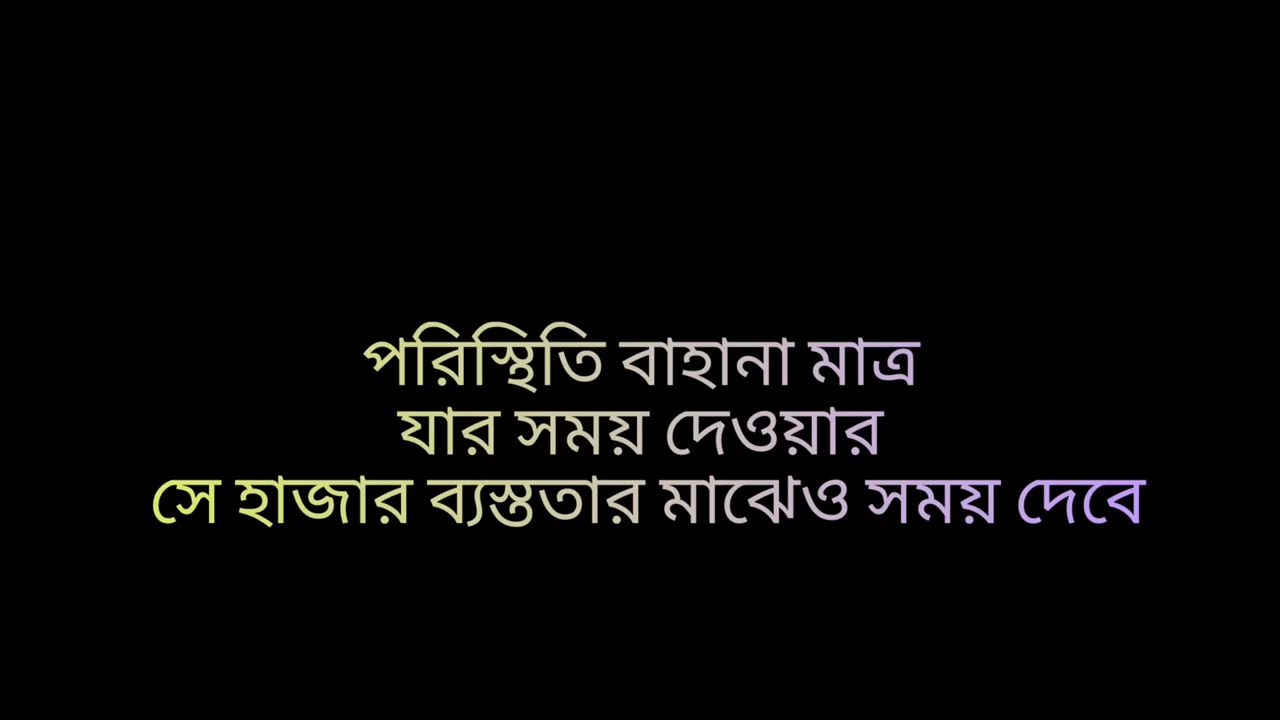 পরিস্থিতি বাহানা মাত্র
যার সময় দেওয়ার
সে হাজার ব্যস্ততার মাঝেও সময় দেবে